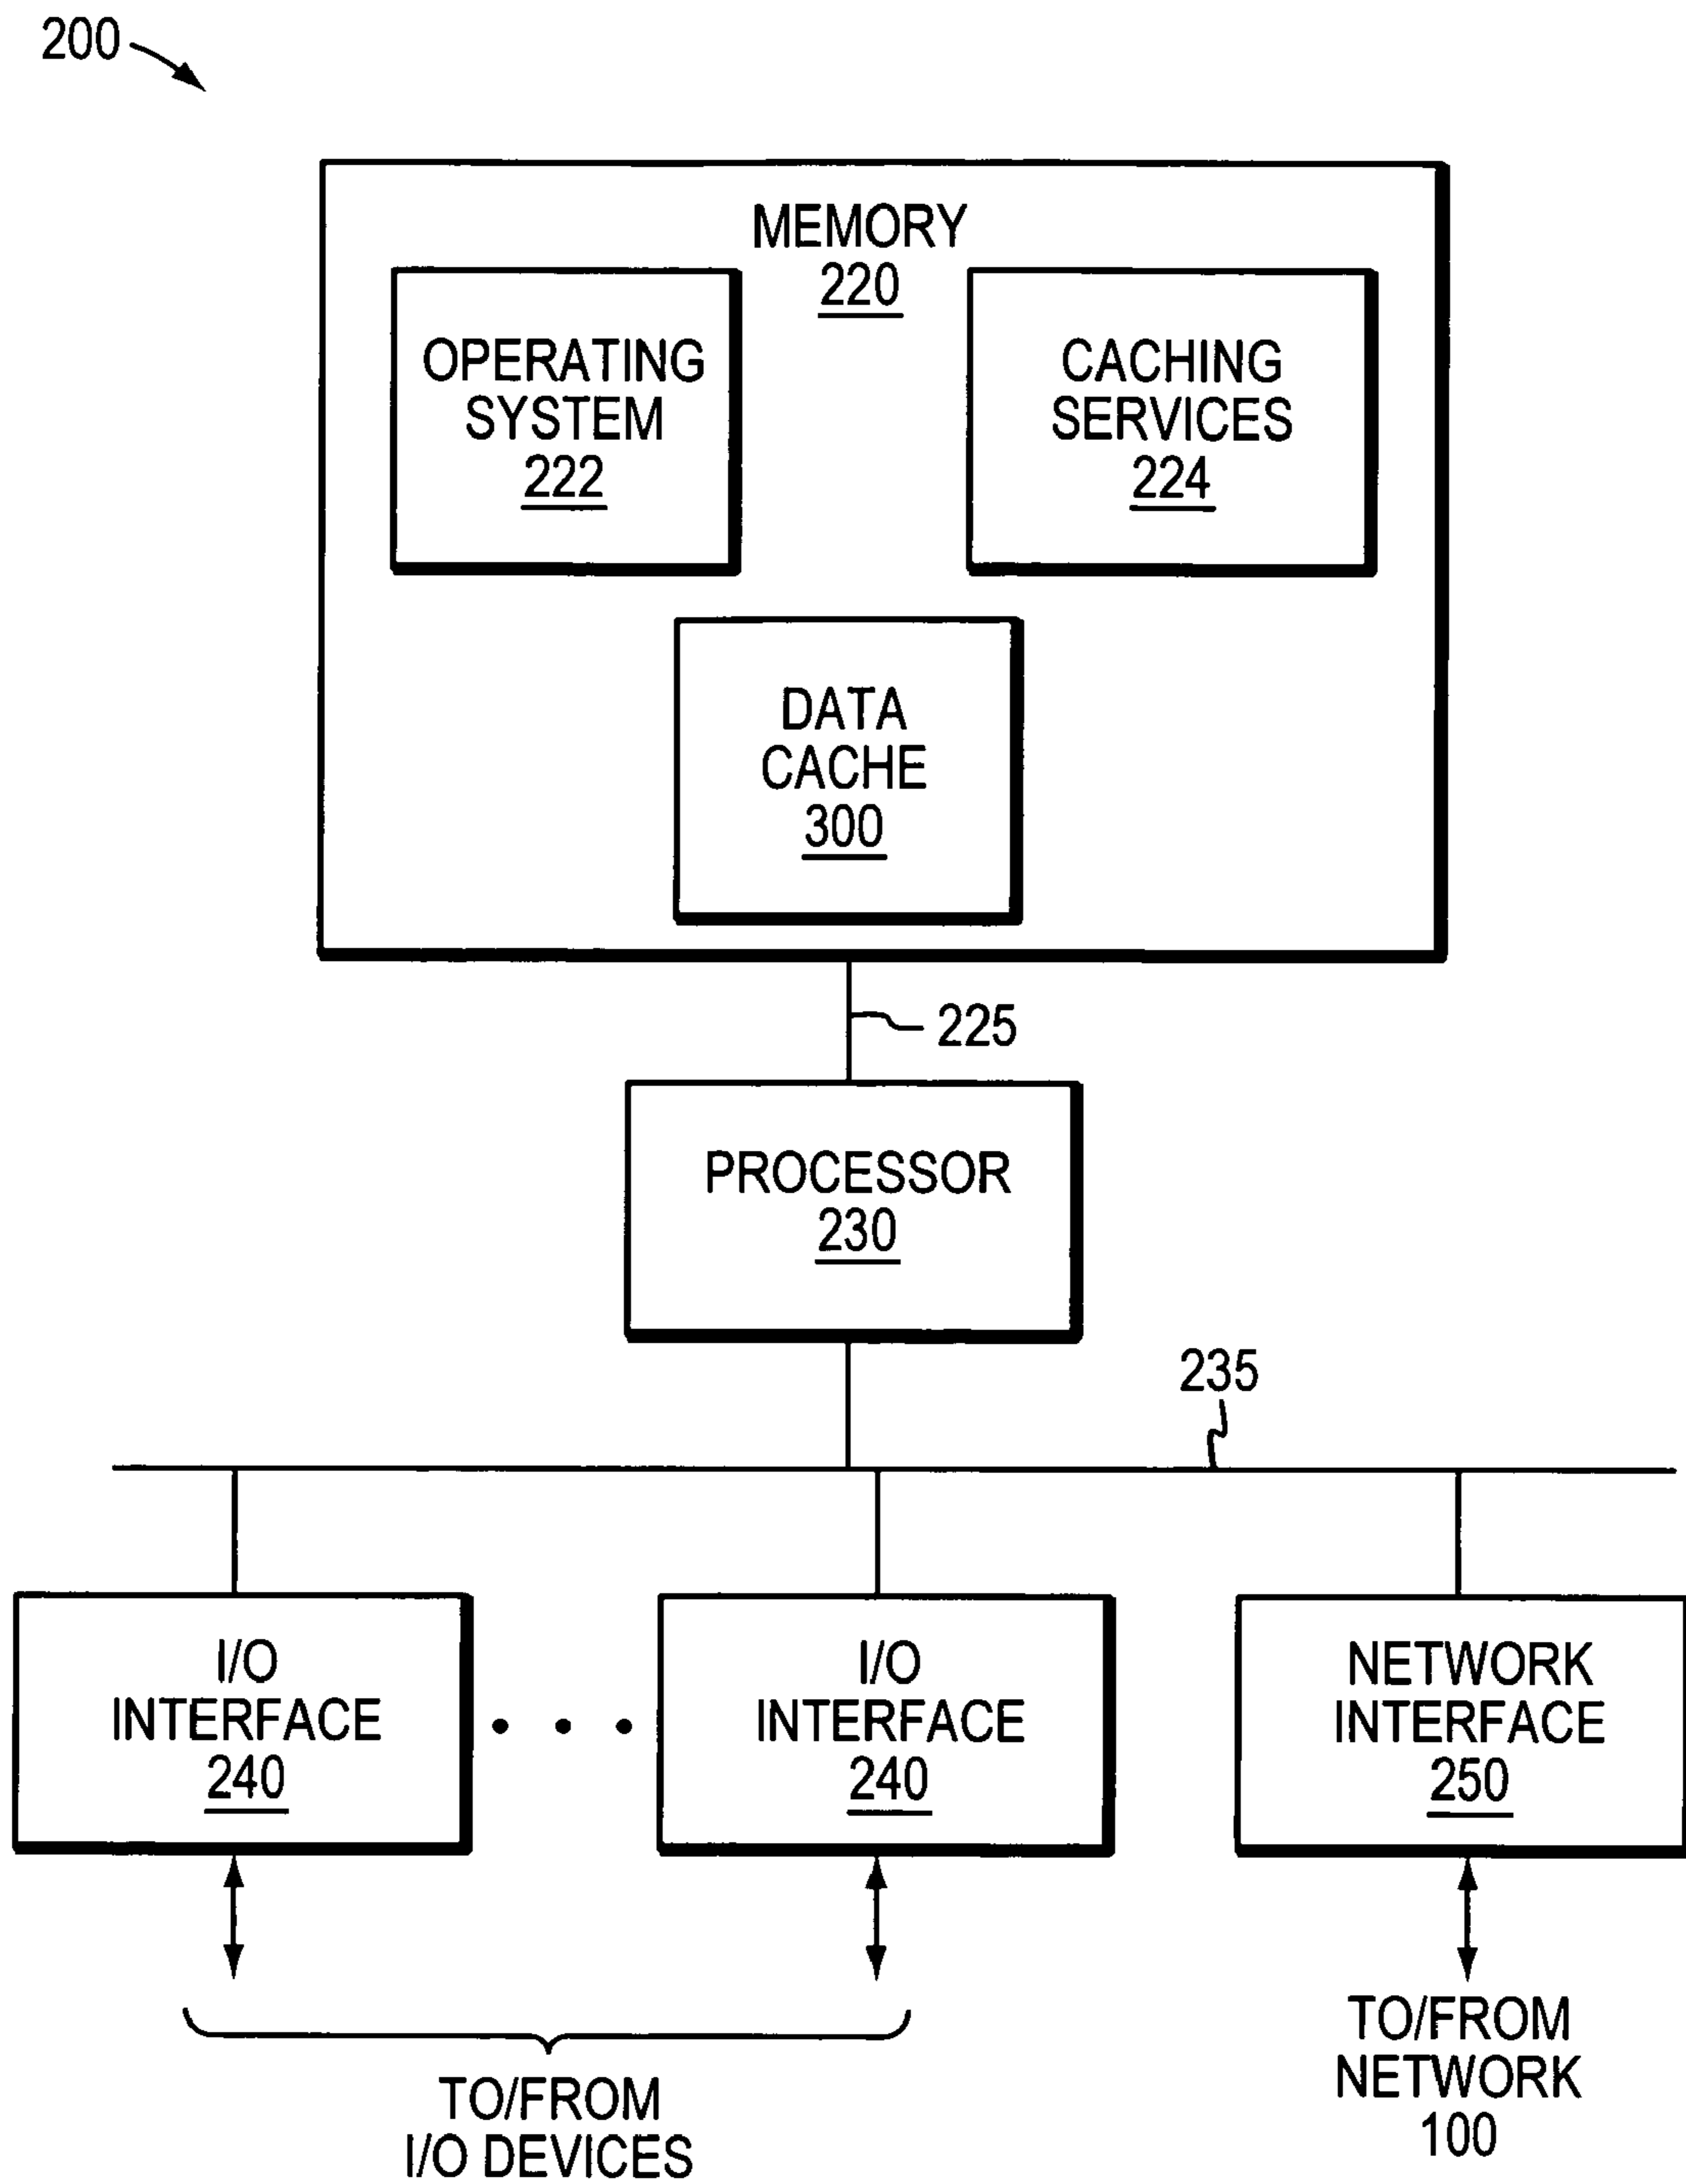 200
MEMORY
220
OPERATING
SYSTEM
222
CACHING
SERVICES
224
DATA
CACHE
300
225
PROCESSOR
230
235
I/O
INTERFACE
240
I/O
INTERFACE
240
NETWORK
INTERFACE
250
TO/FROM
I/O DEVICES
TO/FROM
NETWORK
100